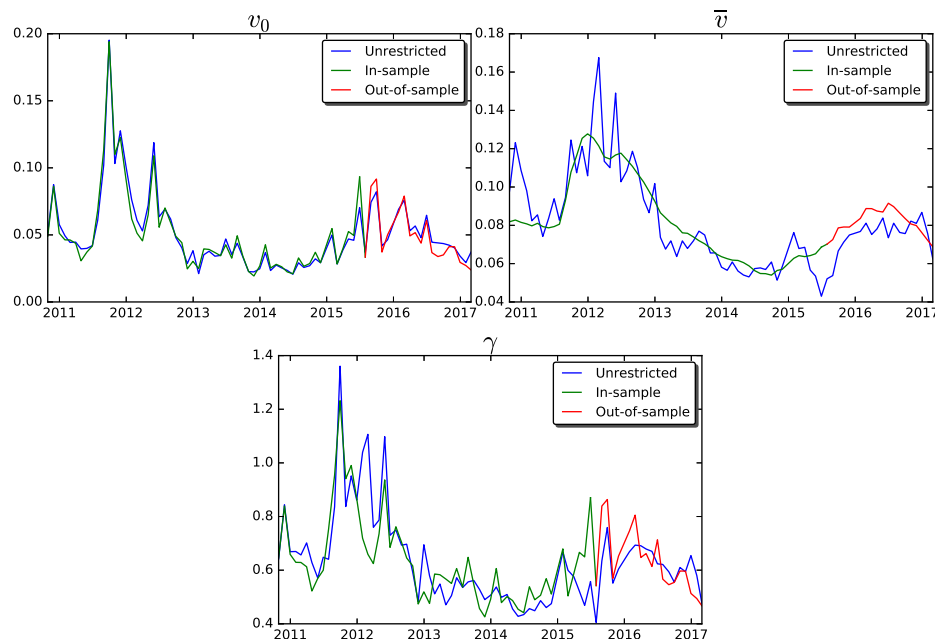 v₀
0.20
0.15
0.10
0.05
0.00
2011 2012 2013 2014 2015 2016 2017
Unrestricted
In-sample
Out-of-sample
v̅
0.18
0.16
0.14
0.12
0.10
0.08
0.06
0.04
2011 2012 2013 2014 2015 2016 2017
Unrestricted
In-sample
Out-of-sample
γ
1.4
1.2
1.0
0.8
0.6
0.4
2011 2012 2013 2014 2015 2016 2017
Unrestricted
In-sample
Out-of-sample